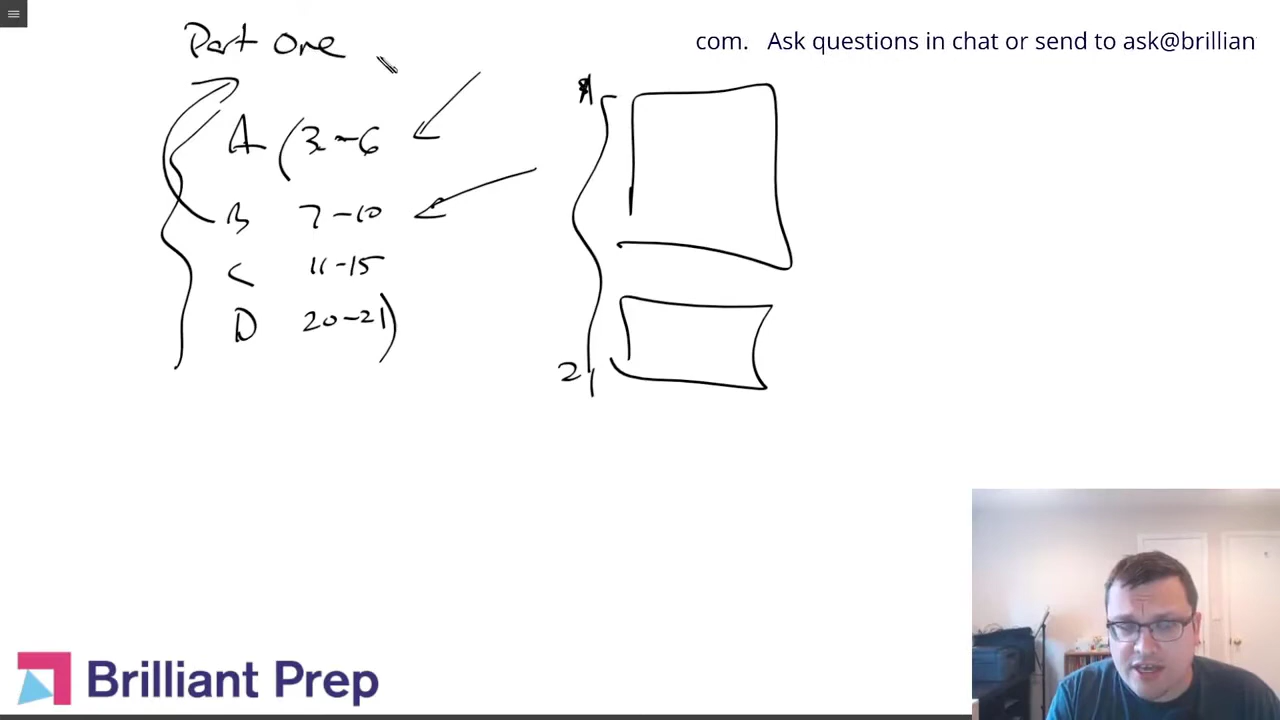 Part One
com.   Ask questions in chat or send to ask@brillian
A (3-6
B 7-10
C 11-15
D 20-21)
21
Brilliant Prep